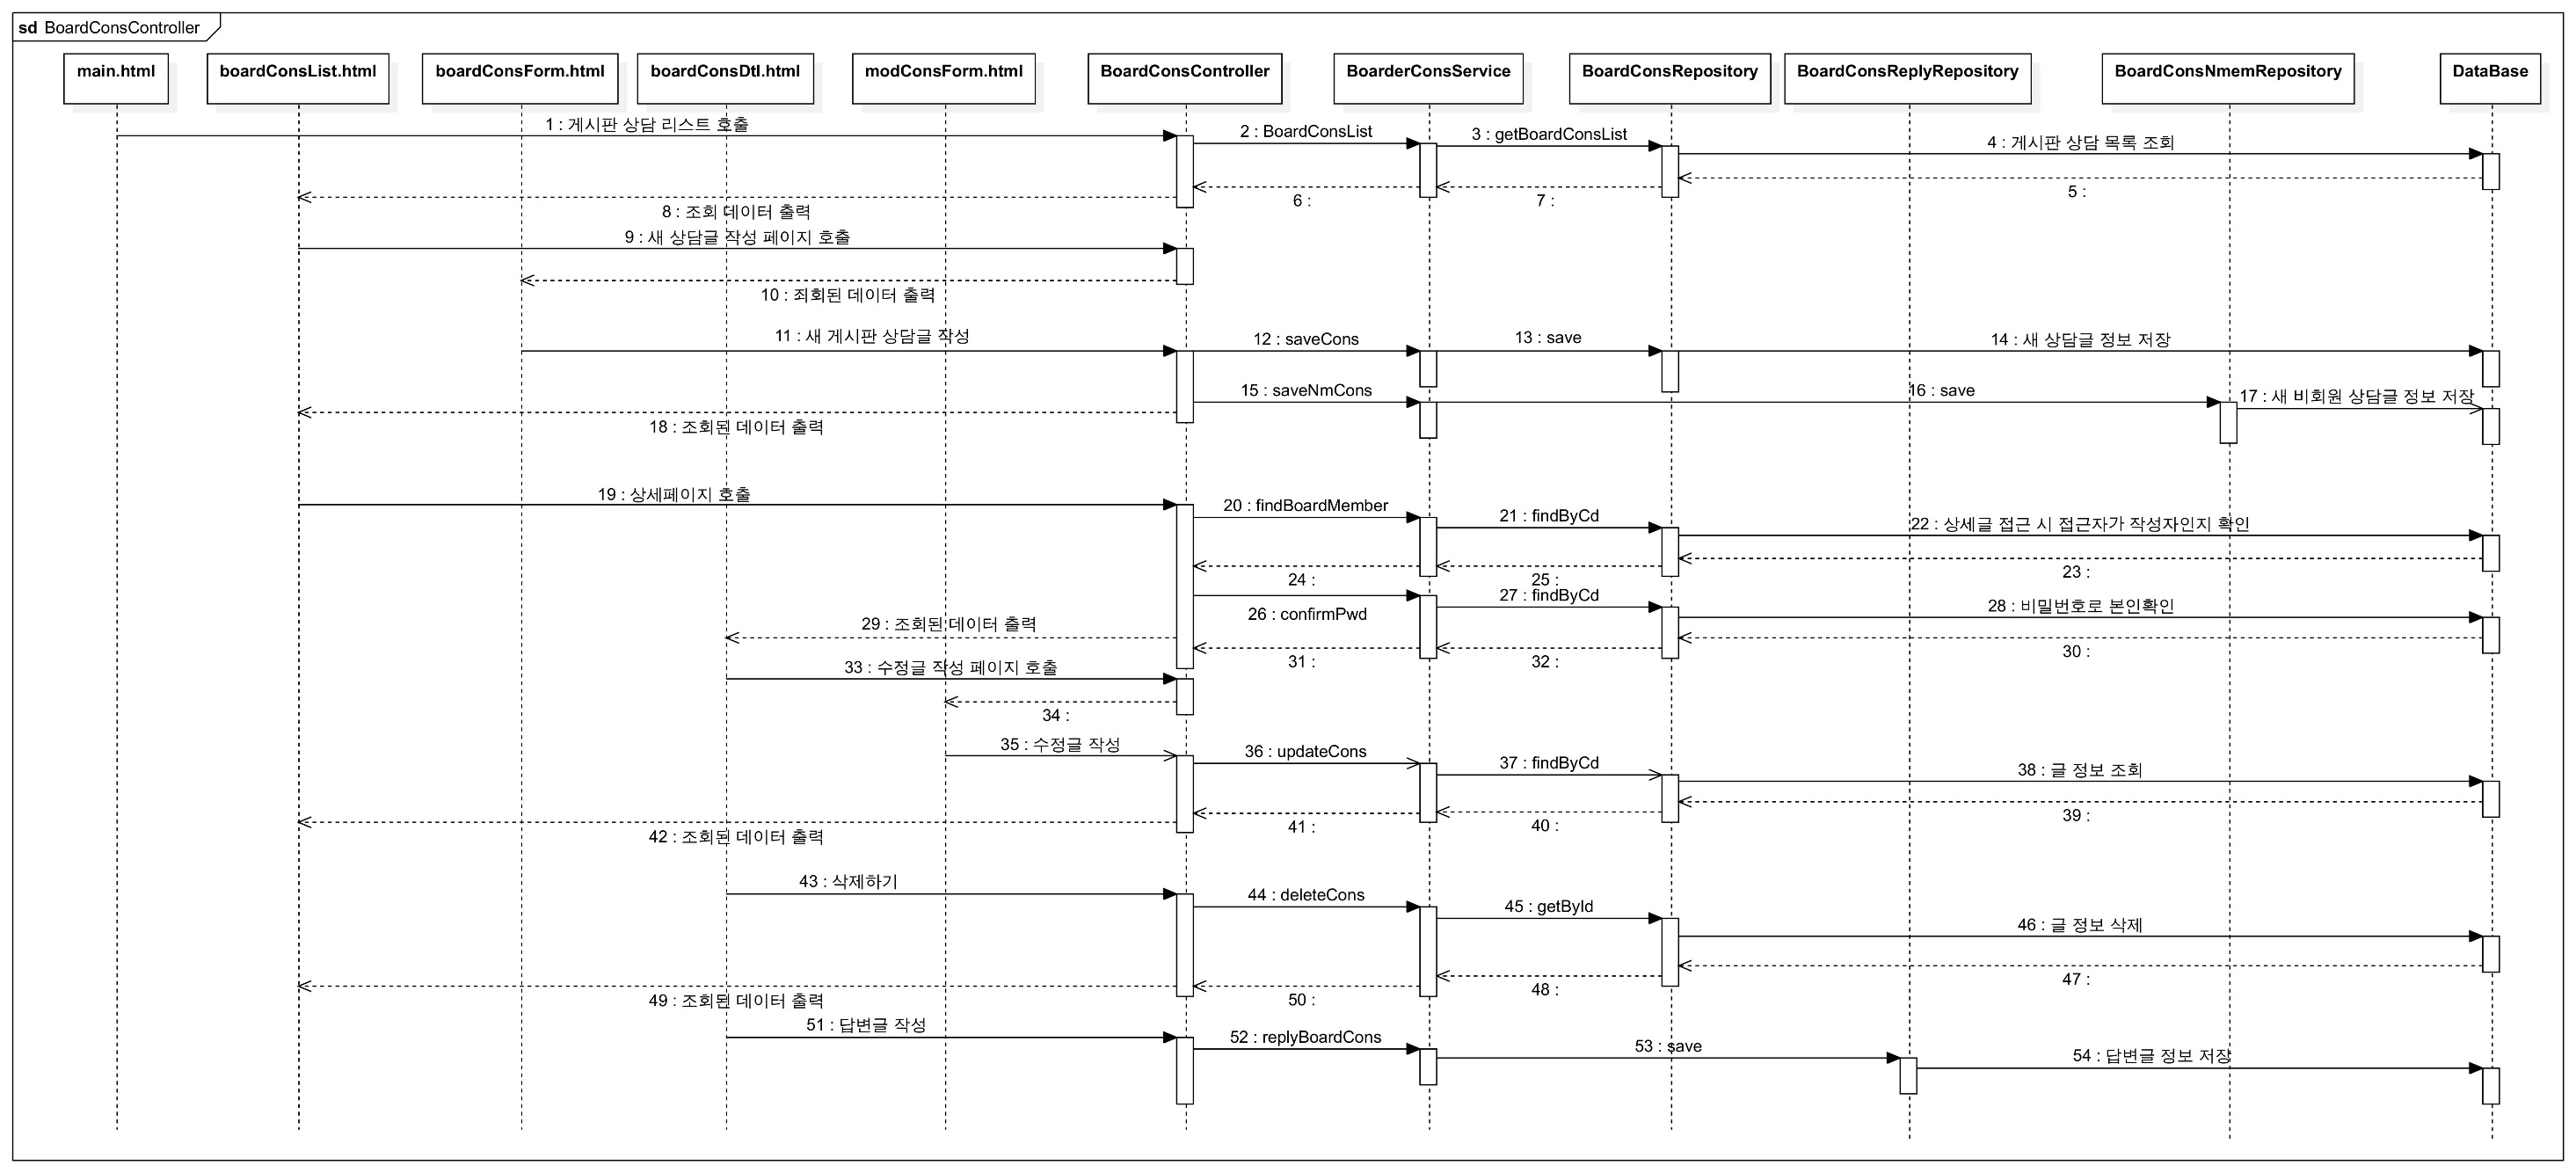 sd BoardConsController
main.html
boardConsList.html
boardConsForm.html
boardConsDtl.html
modConsForm.html
BoardConsController
BoarderConsService
BoardConsRepository
BoardConsReplyRepository
BoardConsNmemRepository
DataBase
1 : 게시판 상담 리스트 호출
2 : BoardConsList
3 : getBoardConsList
4 : 게시판 상담 목록 조회
5 :
6 :
7 :
8 : 조회 데이터 출력
9 : 새 상담글 작성 페이지 호출
10 : 죄회된 데이터 출력
11 : 새 게시판 상담글 작성
12 : saveCons
13 : save
14 : 새 상담글 정보 저장
15 : saveNmCons
16 : save
17 : 새 비회원 상담글 정보 저장
18 : 조회된 데이터 출력
19 : 상세페이지 호출
20 : findBoardMember
21 : findByCd
22 : 상세글 접근 시 접근자가 작성자인지 확인
23 :
24 :
25 :
26 : confirmPwd
27 : findByCd
28 : 비밀번호로 본인확인
29 : 조회된 데이터 출력
30 :
31 :
32 :
33 : 수정글 작성 페이지 호출
34 :
35 : 수정글 작성
36 : updateCons
37 : findByCd
38 : 글 정보 조회
39 :
40 :
41 :
42 : 조회된 데이터 출력
43 : 삭제하기
44 : deleteCons
45 : getById
46 : 글 정보 삭제
47 :
48 :
49 : 조회된 데이터 출력
50 :
51 : 답변글 작성
52 : replyBoardCons
53 : save
54 : 답변글 정보 저장